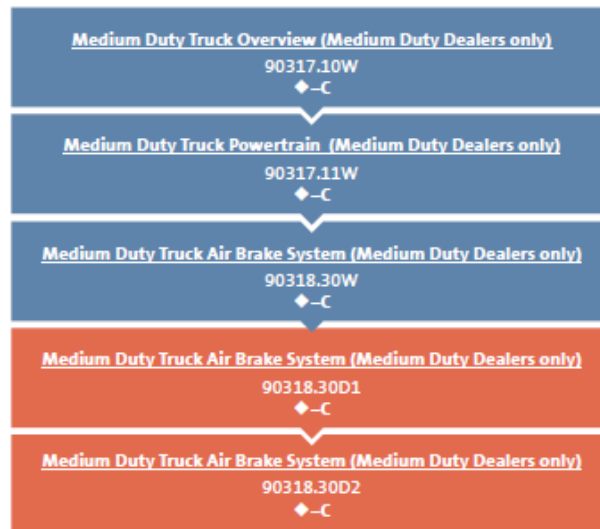 Medium Duty Truck Overview (Medium Duty Dealers only)
90317.10W
◆–C
Medium Duty Truck Powertrain (Medium Duty Dealers only)
90317.11W
◆–C
Medium Duty Truck Air Brake System (Medium Duty Dealers only)
90318.30W
◆–C
Medium Duty Truck Air Brake System (Medium Duty Dealers only)
90318.30D1
◆–C
Medium Duty Truck Air Brake System (Medium Duty Dealers only)
90318.30D2
◆–C